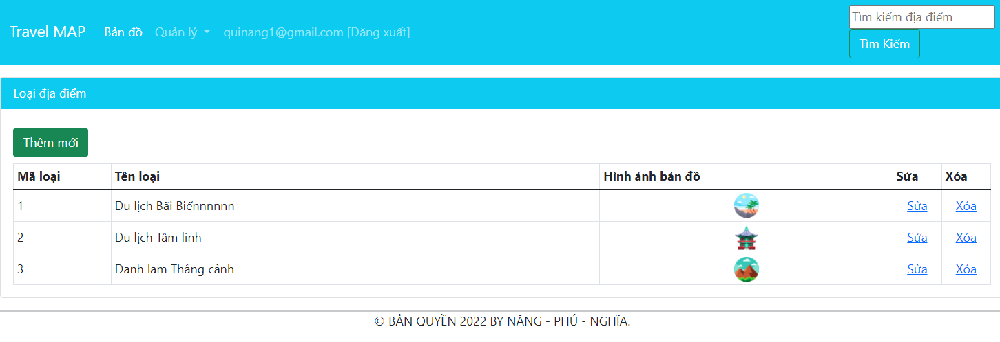 Travel MAP Bản đồ Quản lý quinang1@gmail.com [Đăng xuất] Tìm kiếm địa điểm
Tìm Kiếm
Loại địa điểm
Thêm mới
Mã loại Tên loại Hình ảnh bản đồ Sửa Xóa
1 Du lịch Bãi Biểnnnnnn Sửa Xóa
2 Du lịch Tâm linh Sửa Xóa
3 Danh lam Thắng cảnh Sửa Xóa
© BẢN QUYỀN 2022 BY NĂNG - PHÚ - NGHĨA.